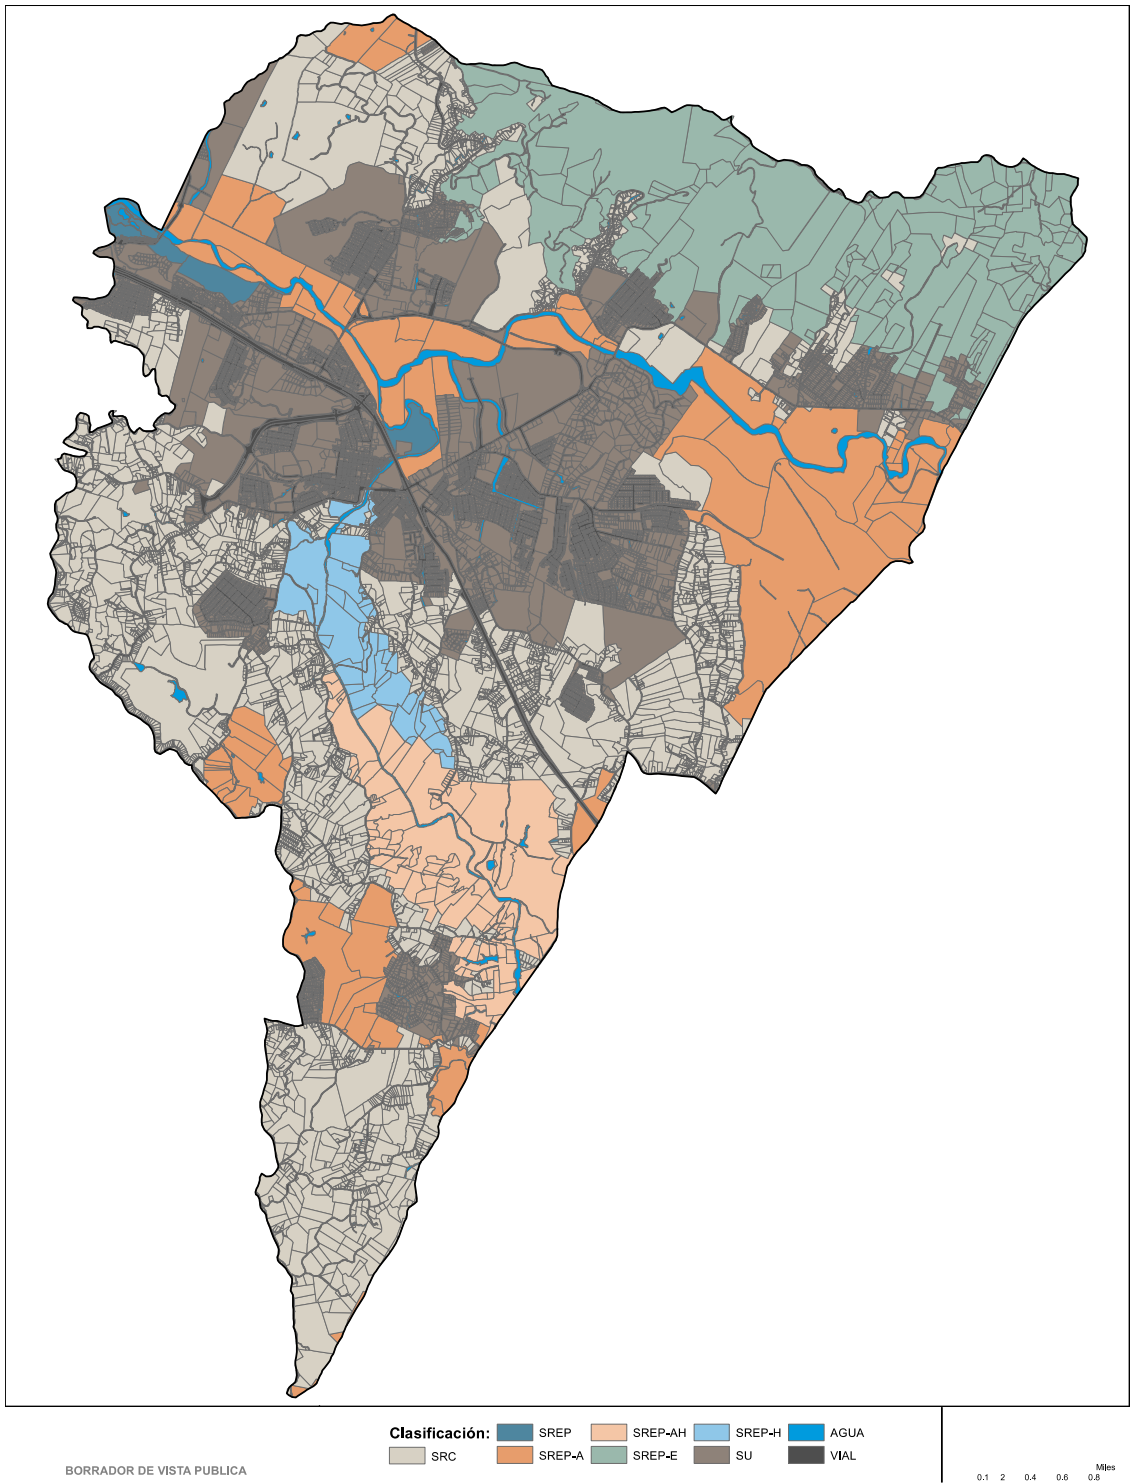 Clasificación:
SREP
SREP-AH
SREP-H
AGUA
SRC
SREP-A
SREP-E
SU
VIAL
BORRADOR DE VISTA PUBLICA
Miles
0.1 2 0.4 0.6 0.8